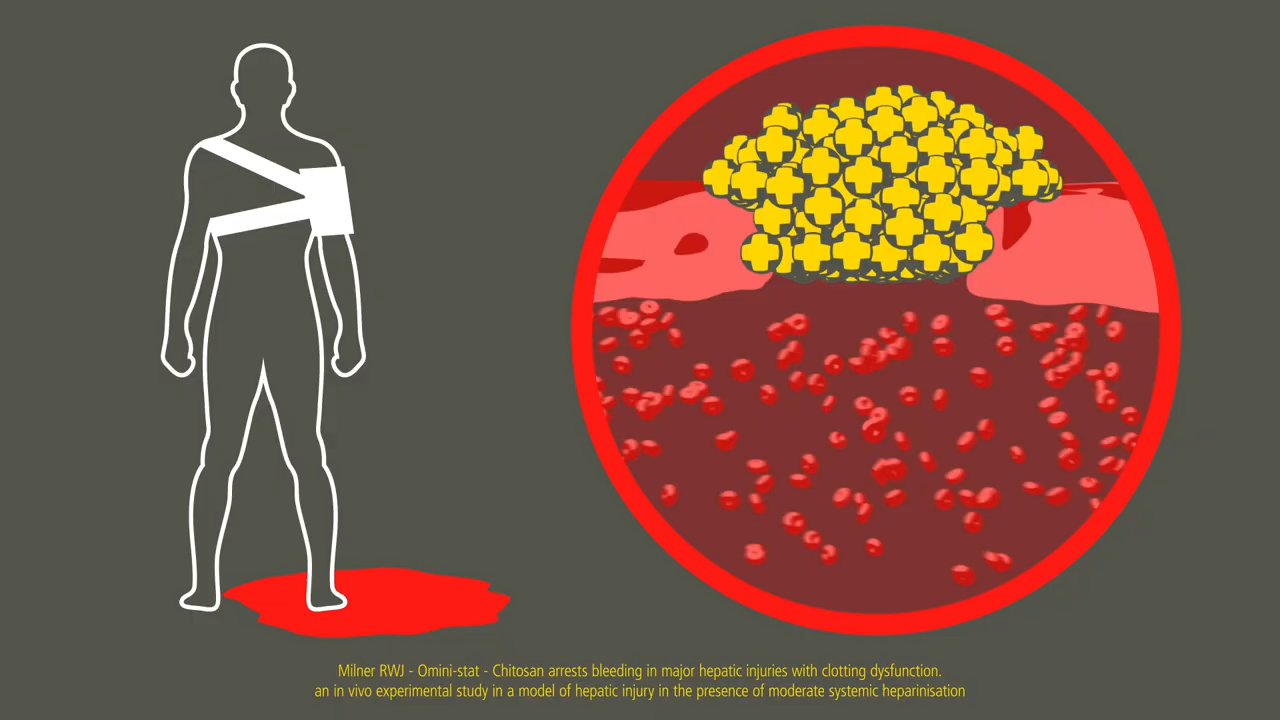 Milner RWJ - Omini-stat - Chitosan arrests bleeding in major hepatic injuries with clotting dysfunction.
an in vivo experimental study in a model of hepatic injury in the presence of moderate systemic heparinisation